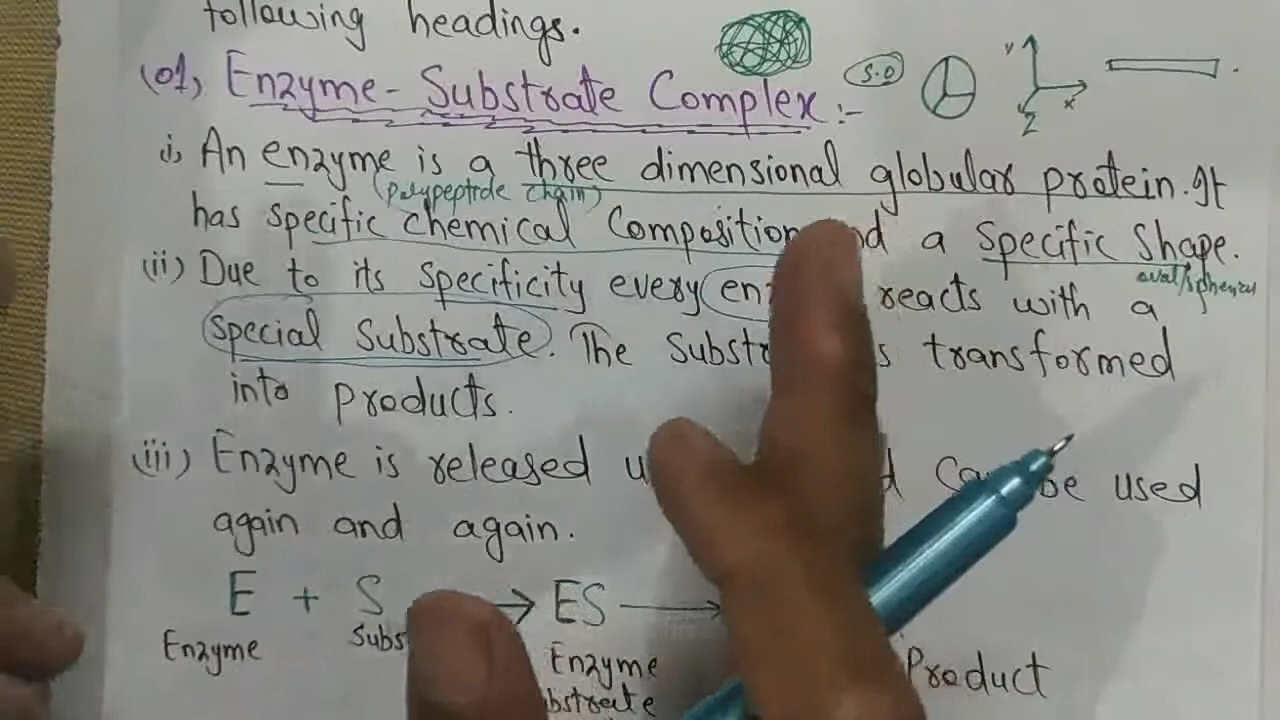 following headings.
(01) Enzyme - Substrate Complex :-
S.O
Y
X
Z
i) An enzyme is a three dimensional globular protein. It
(polypeptide chain)
has specific chemical Composition a specific Shape.
oval/
(ii) Due to its specificity every reacts with a
special Substrate. The transformed
into products.
(iii) Enzyme is released used
again and again.
E + S → ES →
Enzyme
Enzyme
Product